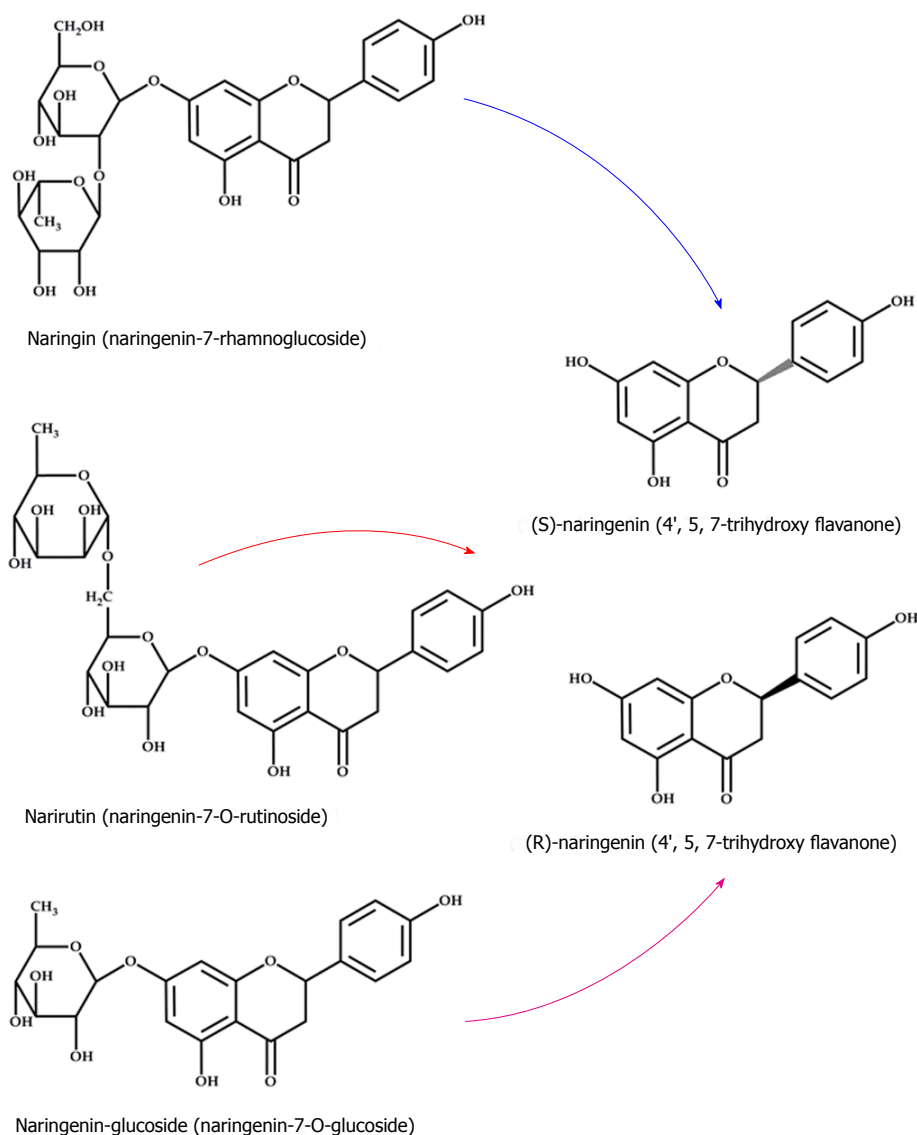 OH
CH₂OH
O
O
O
OH
OH
OH
O
OH
O
OH
O
CH₃
OH
OH
OH
Naringin (naringenin-7-rhamnoglucoside)
OH
HO
O
OH
O
(S)-naringenin (4', 5, 7-trihydroxy flavanone)
CH₃
O
OH
OH
OH
O
H₂C
OH
O
O
O
OH
OH
OH
OH
O
Narirutin (naringenin-7-O-rutinoside)
OH
HO
O
OH
O
(R)-naringenin (4', 5, 7-trihydroxy flavanone)
OH
CH₃
O
O
O
OH
OH
OH
OH
O
Naringenin-glucoside (naringenin-7-O-glucoside)